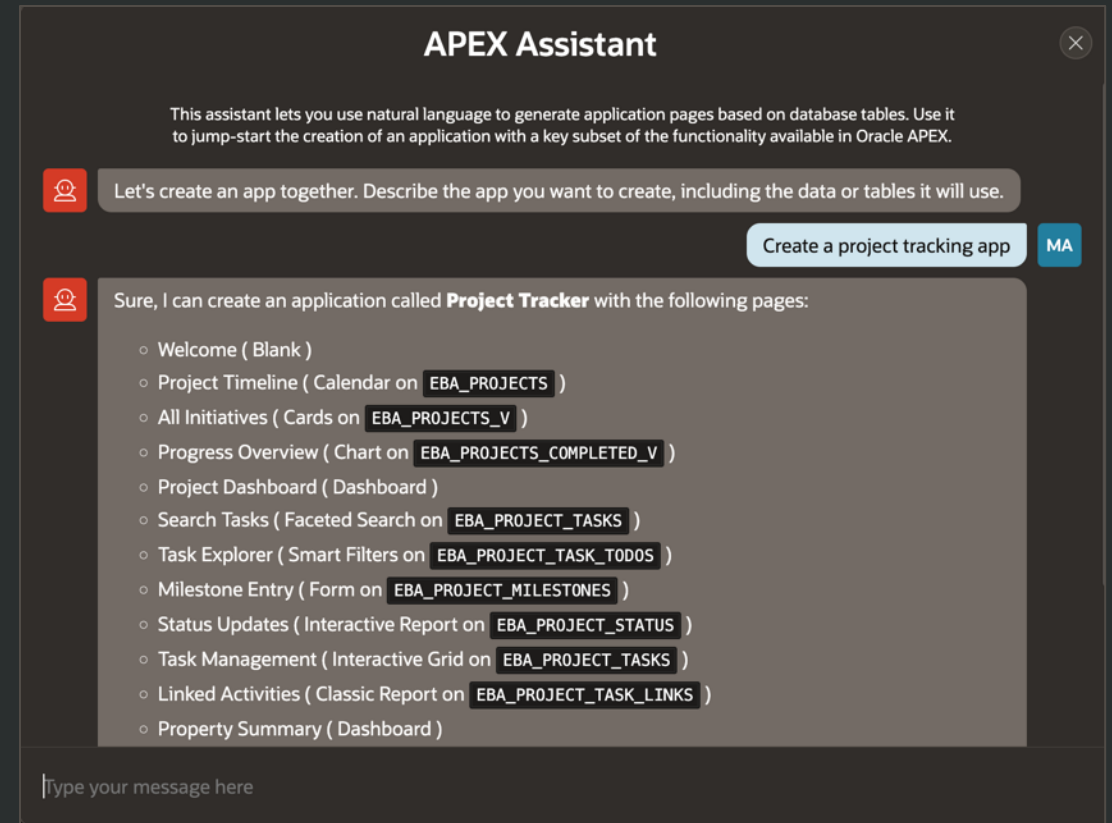 APEX Assistant
This assistant lets you use natural language to generate application pages based on database tables. Use it
to jump-start the creation of an application with a key subset of the functionality available in Oracle APEX.
Let's create an app together. Describe the app you want to create, including the data or tables it will use.
Create a project tracking app
MA
Sure, I can create an application called Project Tracker with the following pages:
○ Welcome ( Blank )
○ Project Timeline ( Calendar on EBA_PROJECTS )
○ All Initiatives ( Cards on EBA_PROJECTS_V )
○ Progress Overview ( Chart on EBA_PROJECTS_COMPLETED_V )
○ Project Dashboard ( Dashboard )
○ Search Tasks ( Faceted Search on EBA_PROJECT_TASKS )
○ Task Explorer ( Smart Filters on EBA_PROJECT_TASK_TODOS )
○ Milestone Entry ( Form on EBA_PROJECT_MILESTONES )
○ Status Updates ( Interactive Report on EBA_PROJECT_STATUS )
○ Task Management ( Interactive Grid on EBA_PROJECT_TASKS )
○ Linked Activities ( Classic Report on EBA_PROJECT_TASK_LINKS )
○ Property Summary ( Dashboard )
Type your message here